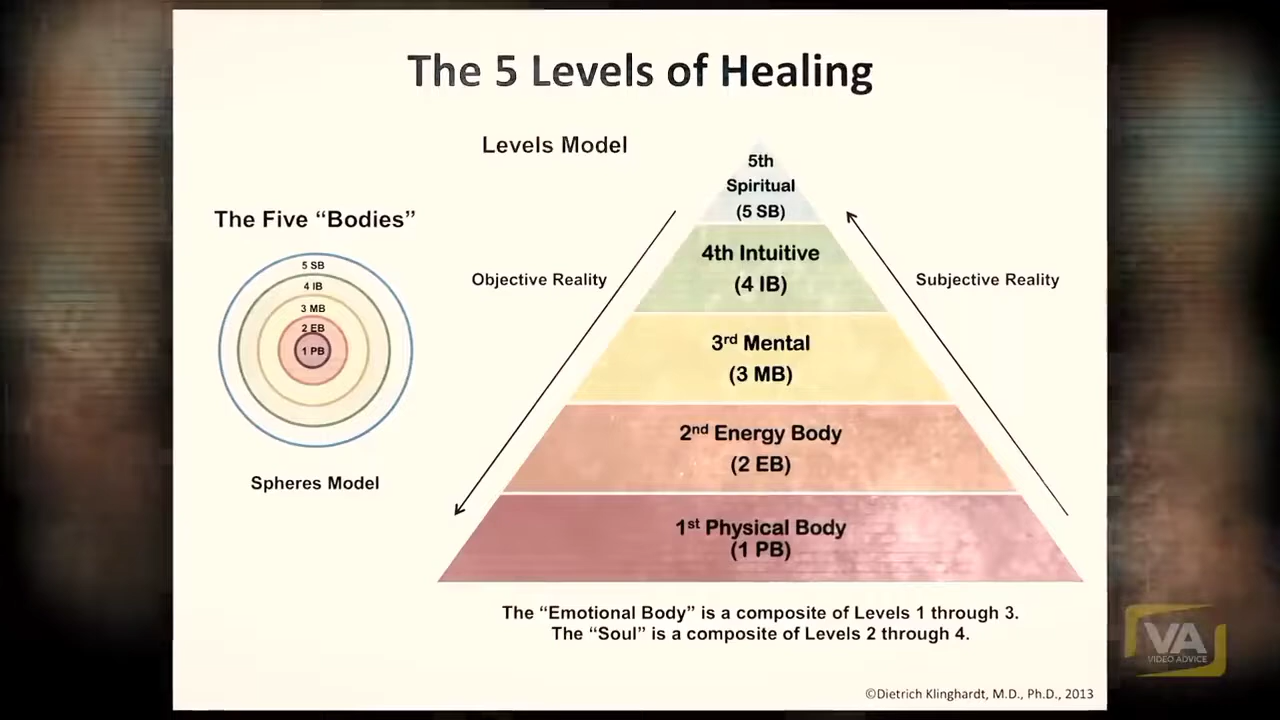 The 5 Levels of Healing
Levels Model
The Five “Bodies”
5 SB
4 IB
3 MB
2 EB
1 PB
Spheres Model
5th
Spiritual
(5 SB)
4th Intuitive
(4 IB)
3rd Mental
(3 MB)
2nd Energy Body
(2 EB)
1st Physical Body
(1 PB)
Objective Reality
Subjective Reality
The “Emotional Body” is a composite of Levels 1 through 3.
The “Soul” is a composite of Levels 2 through 4.
©Dietrich Klinghardt, M.D., Ph.D., 2013
VA
VIDEO ADVICE